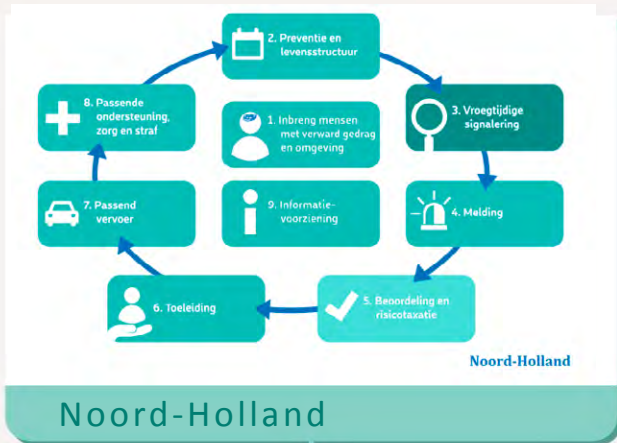 2. Preventie en
levensstructuur
8. Passende
ondersteuning,
zorg en straf
1. Inbreng mensen
met verward gedrag
en omgeving
3. Vroegtijdige
signalering
7. Passend
vervoer
9. Informatie-
voorziening
4. Melding
6. Toeleiding
5. Beoordeling en
risicotaxatie
Noord-Holland
Noord-Holland